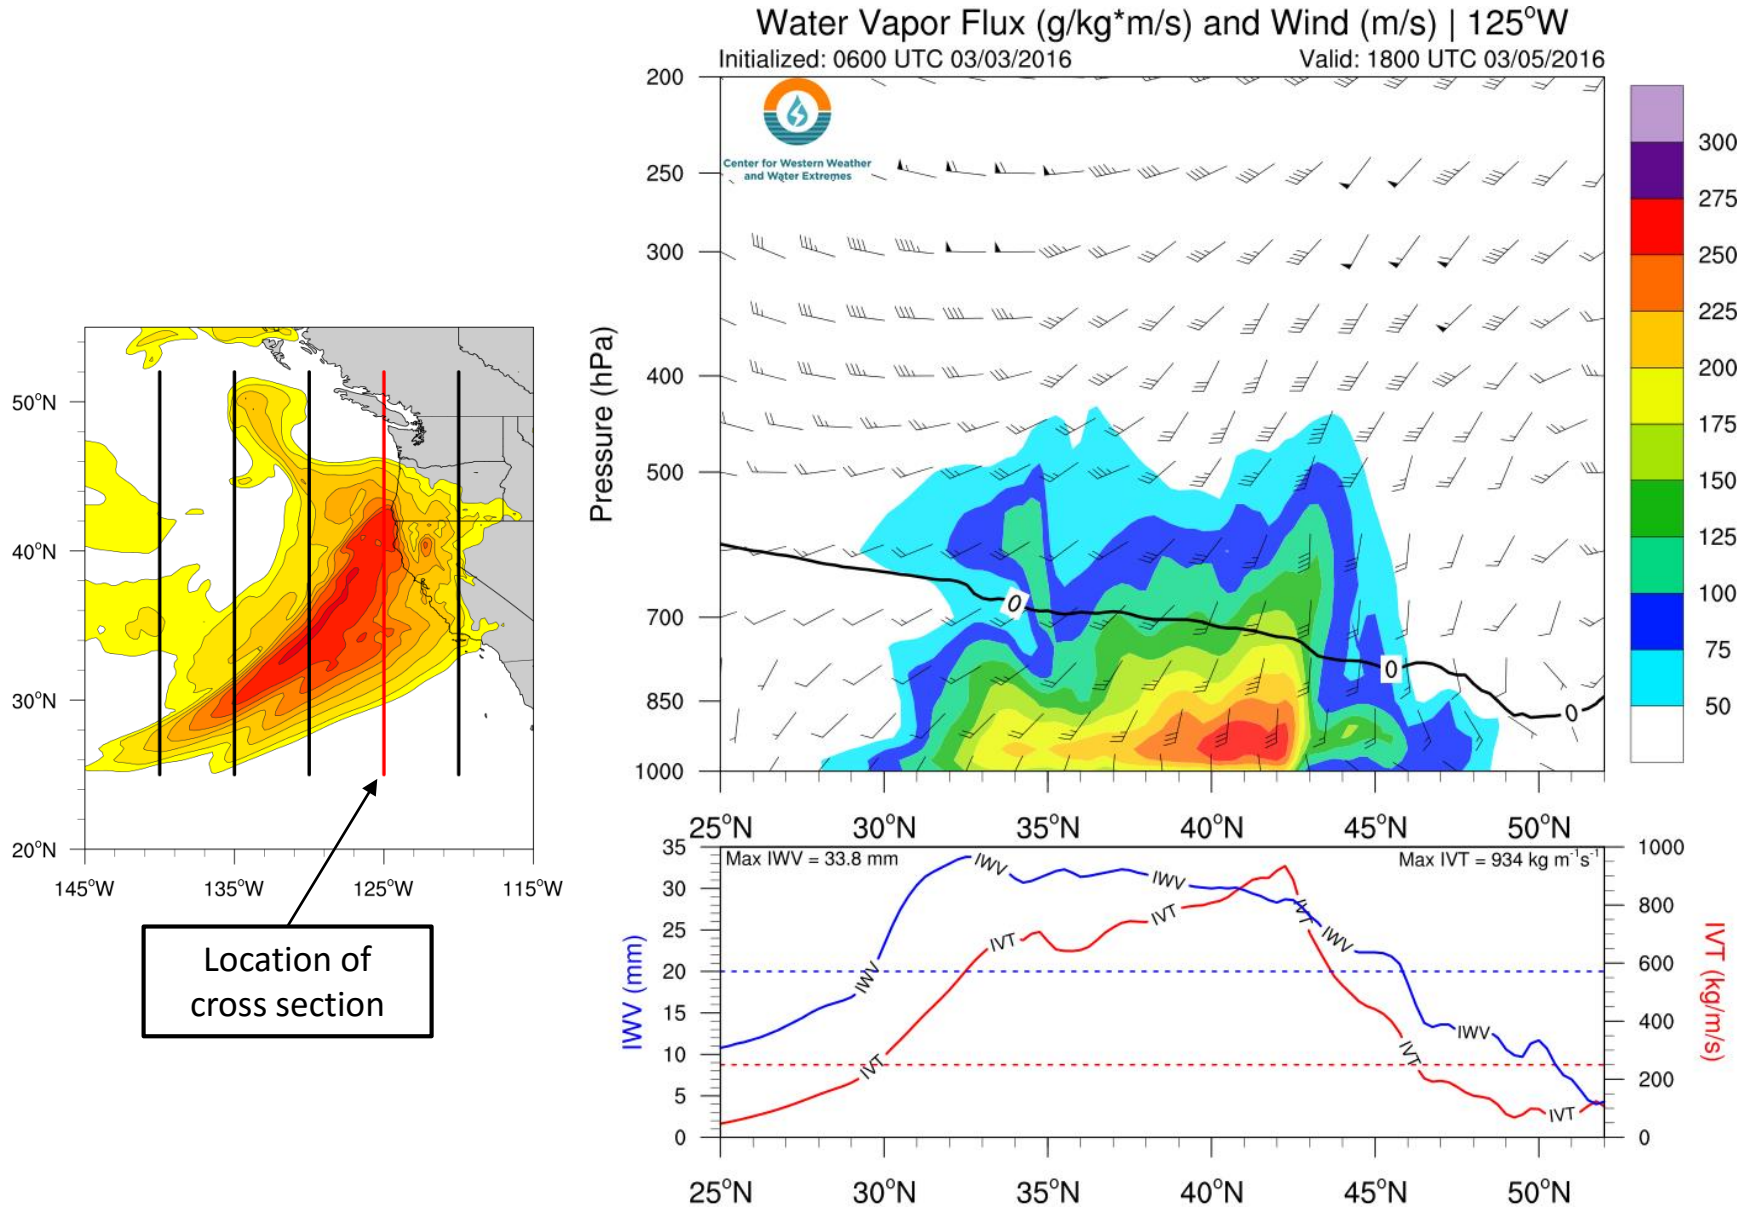 Water Vapor Flux (g/kg*m/s) and Wind (m/s) | 125°W
Initialized: 0600 UTC 03/03/2016
Valid: 1800 UTC 03/05/2016
Center for Western Weather
and Water Extremes
Pressure (hPa)
200
250
300
400
500
700
850
1000
0
0
0
25°N
30°N
35°N
40°N
45°N
50°N
300
275
250
225
200
175
150
125
100
75
50
50°N
40°N
30°N
20°N
145°W
135°W
125°W
115°W
Location of
cross section
Max IWV = 33.8 mm
Max IVT = 934 kg m⁻¹s⁻¹
IWV (mm)
35
30
25
20
15
10
5
0
IWV
IWV
IWV
IWV
IWV
IVT
IVT
IVT
IVT
IVT
IVT
1000
800
600
400
200
0
IVT (kg/m/s)
25°N
30°N
35°N
40°N
45°N
50°N